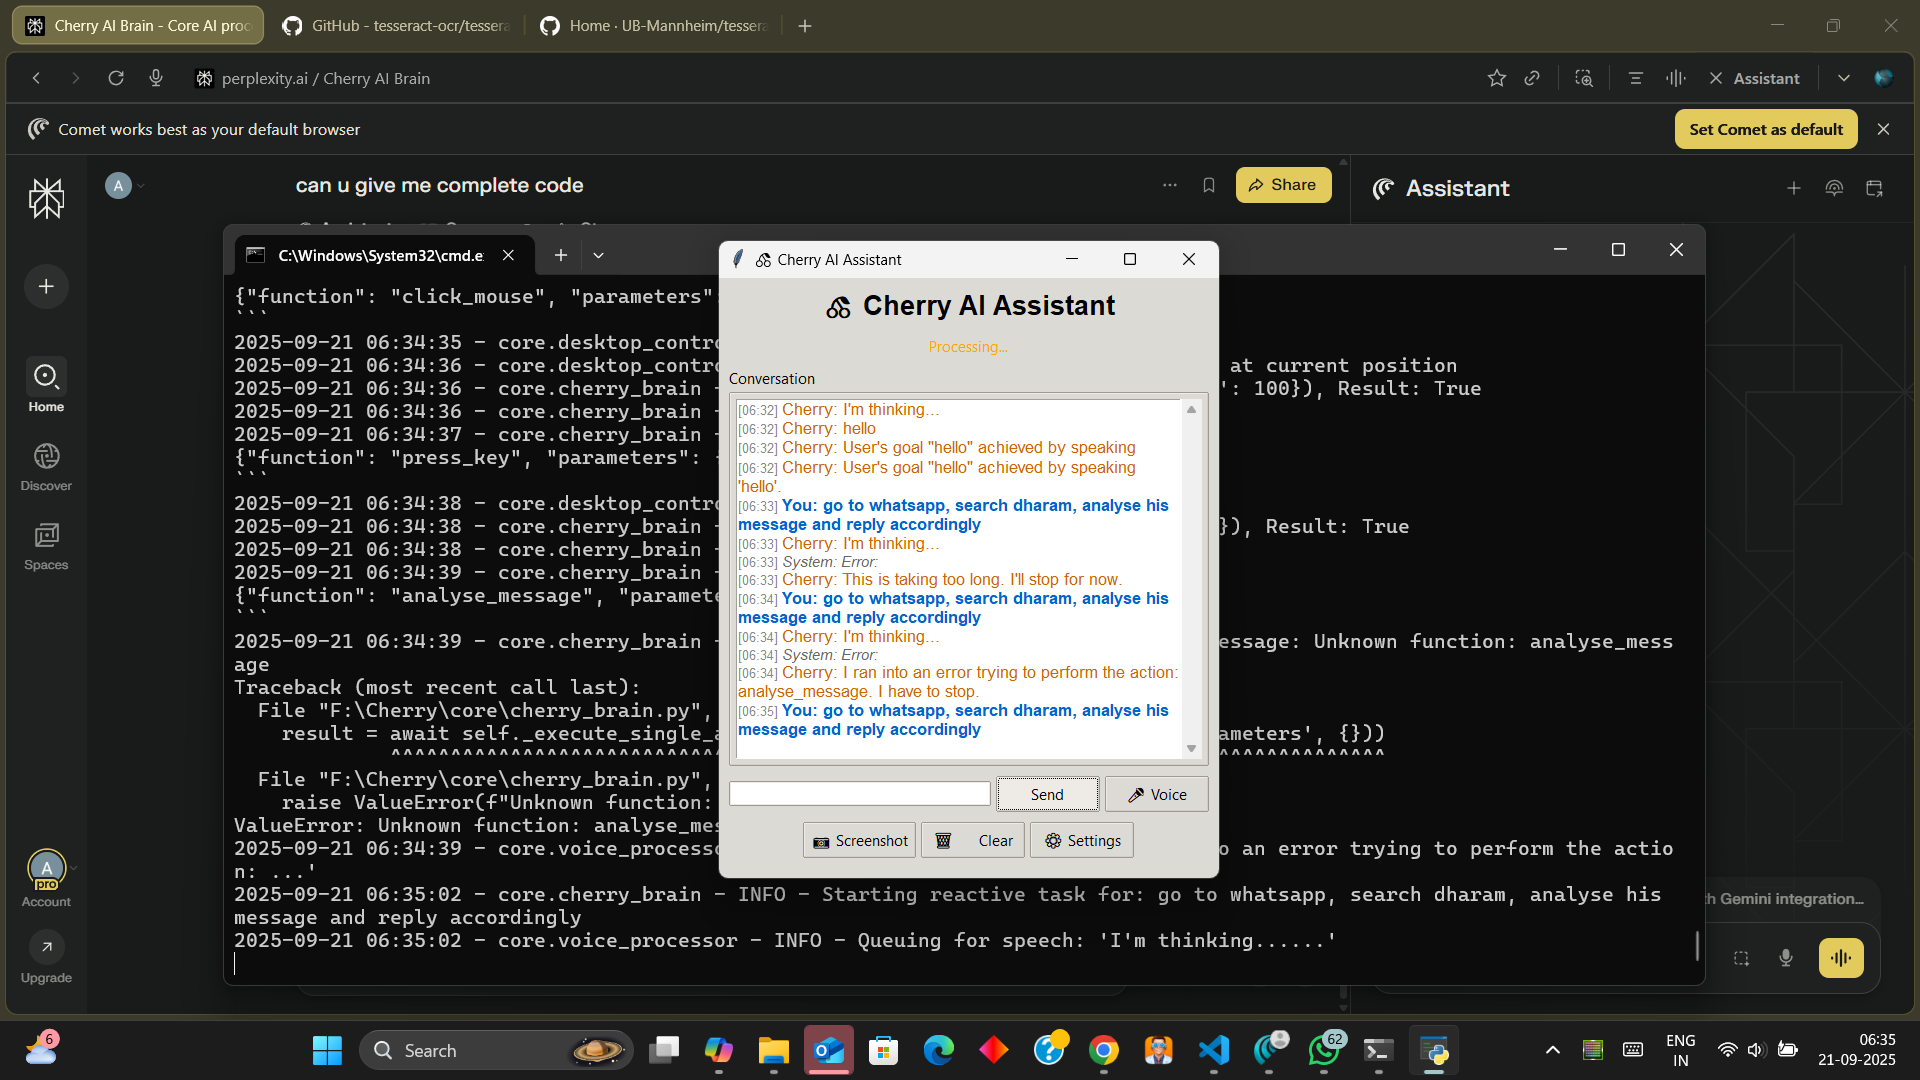 Cherry AI Brain - Core AI proc
GitHub - tesseract-ocr/tessera
Home · UB-Mannheim/tessera
perplexity.ai / Cherry AI Brain
Assistant
Comet works best as your default browser
Set Comet as default
A
can u give me complete code
Share
Assistant
Home
Discover
Spaces
A
pro
Account
Upgrade
C:\Windows\System32\cmd.e
{"function": "click_mouse", "parameters"
```
2025-09-21 06:34:35 - core.desktop_contro
2025-09-21 06:34:36 - core.desktop_contro at current position
2025-09-21 06:34:36 - core.cherry_brain - ': 100}), Result: True
2025-09-21 06:34:36 - core.cherry_brain -
2025-09-21 06:34:37 - core.cherry_brain -
{"function": "press_key", "parameters": {
```
2025-09-21 06:34:38 - core.desktop_contro
2025-09-21 06:34:38 - core.cherry_brain - }), Result: True
2025-09-21 06:34:38 - core.cherry_brain -
2025-09-21 06:34:39 - core.cherry_brain -
{"function": "analyse_message", "paramete
```
2025-09-21 06:34:39 - core.cherry_brain - essage: Unknown function: analyse_mess
age
Traceback (most recent call last):
File "F:\Cherry\core\cherry_brain.py",
result = await self._execute_single_a ameters', {}))
^^^^^^^^^^^^^^^^^^^^^^^^^^^^ ^^^^^^^^^^^^^^
File "F:\Cherry\core\cherry_brain.py",
raise ValueError(f"Unknown function:
ValueError: Unknown function: analyse_mes
2025-09-21 06:34:39 - core.voice_processo o an error trying to perform the actio
n: ...'
2025-09-21 06:35:02 - core.cherry_brain - INFO - Starting reactive task for: go to whatsapp, search dharam, analyse his
message and reply accordingly
2025-09-21 06:35:02 - core.voice_processor - INFO - Queuing for speech: 'I'm thinking......'
Cherry AI Assistant
Cherry AI Assistant
Processing...
Conversation
[06:32] Cherry: I'm thinking...
[06:32] Cherry: hello
[06:32] Cherry: User's goal "hello" achieved by speaking
[06:32] Cherry: User's goal "hello" achieved by speaking
'hello'.
[06:33] You: go to whatsapp, search dharam, analyse his
message and reply accordingly
[06:33] Cherry: I'm thinking...
[06:33] System: Error:
[06:33] Cherry: This is taking too long. I'll stop for now.
[06:34] You: go to whatsapp, search dharam, analyse his
message and reply accordingly
[06:34] Cherry: I'm thinking...
[06:34] System: Error:
[06:34] Cherry: I ran into an error trying to perform the action:
analyse_message. I have to stop.
[06:35] You: go to whatsapp, search dharam, analyse his
message and reply accordingly
Send
Voice
Screenshot
Clear
Settings
h Gemini integration...
6
Search
62
ENG
IN
06:35
21-09-2025